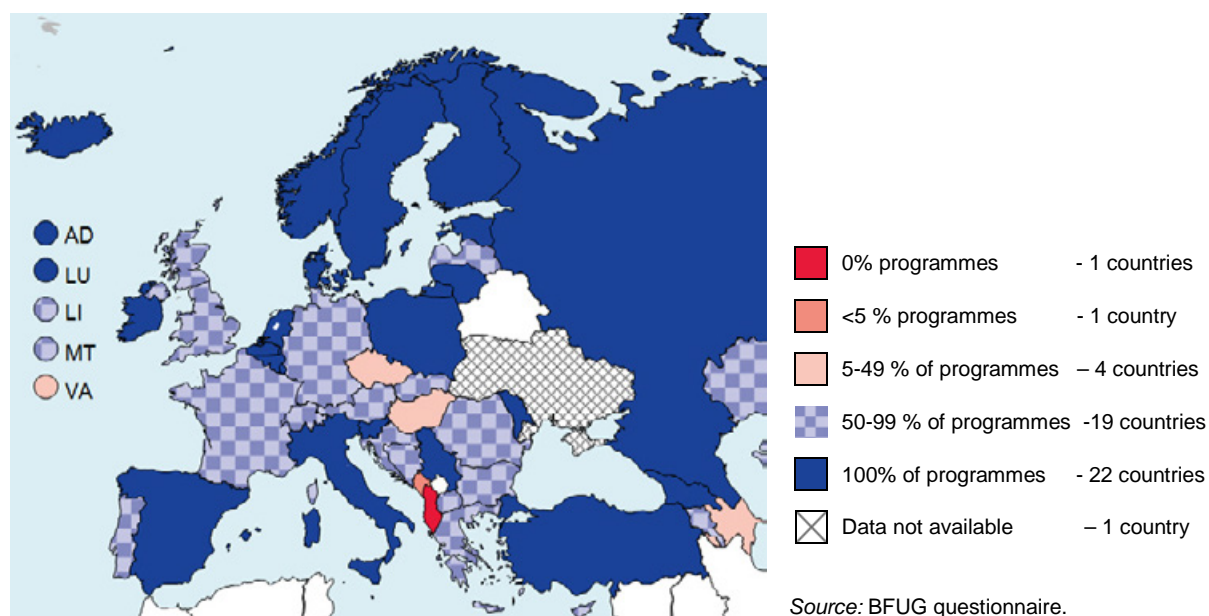 AD
LU
LI
MT
VA
0% programmes - 1 countries
<5 % programmes - 1 country
5-49 % of programmes – 4 countries
50-99 % of programmes -19 countries
100% of programmes - 22 countries
Data not available – 1 country
Source: BFUG questionnaire.